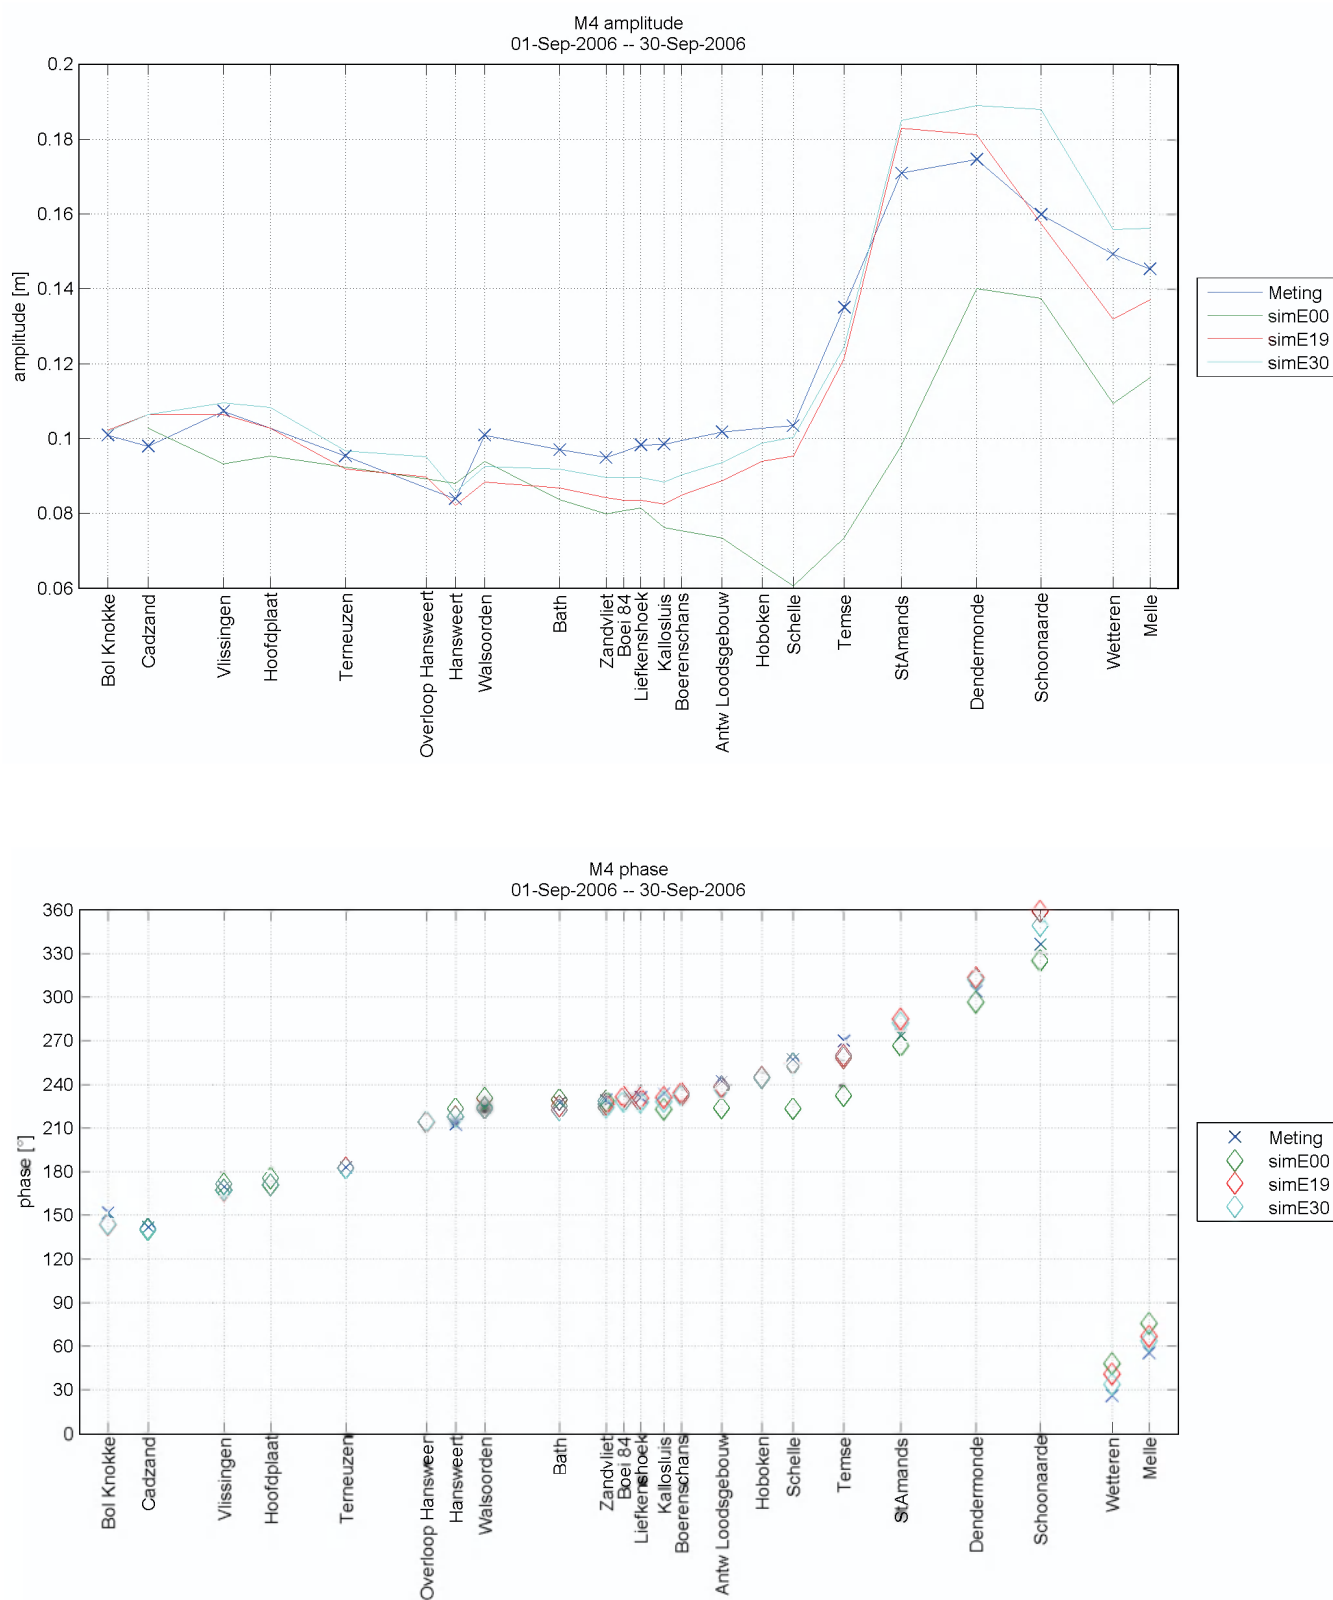 M4 amplitude
01-Sep-2006 -- 30-Sep-2006
0.2
0.18
0.16
0.14
0.12
0.1
0.08
0.06
amplitude [m]
Meting
simE00
simE19
simE30
Bol Knokke
Cadzand
Vlissingen
Hoofdplaat
Terneuzen
Overloop Hansweert
Hansweert
Walsoorden
Bath
Zandvliet
Boei 84
Liefkenshoek
Kallosluis
Boerenschans
Antw Loodsgebouw
Hoboken
Schelle
Temse
StAmands
Dendermonde
Schoonaarde
Wetteren
Melle
M4 phase
01-Sep-2006 -- 30-Sep-2006
360
330
300
270
240
210
180
150
120
90
60
30
0
phase [°]
Meting
simE00
simE19
simE30
Bol Knokke
Cadzand
Vlissingen
Hoofdplaat
Terneuzen
Overloop Hansweert
Hansweert
Walsoorden
Bath
Zandvliet
Boei 84
Liefkenshoek
Kallosluis
Boerenschans
Antw Loodsgebouw
Hoboken
Schelle
Temse
StAmands
Dendermonde
Schoonaarde
Wetteren
Melle